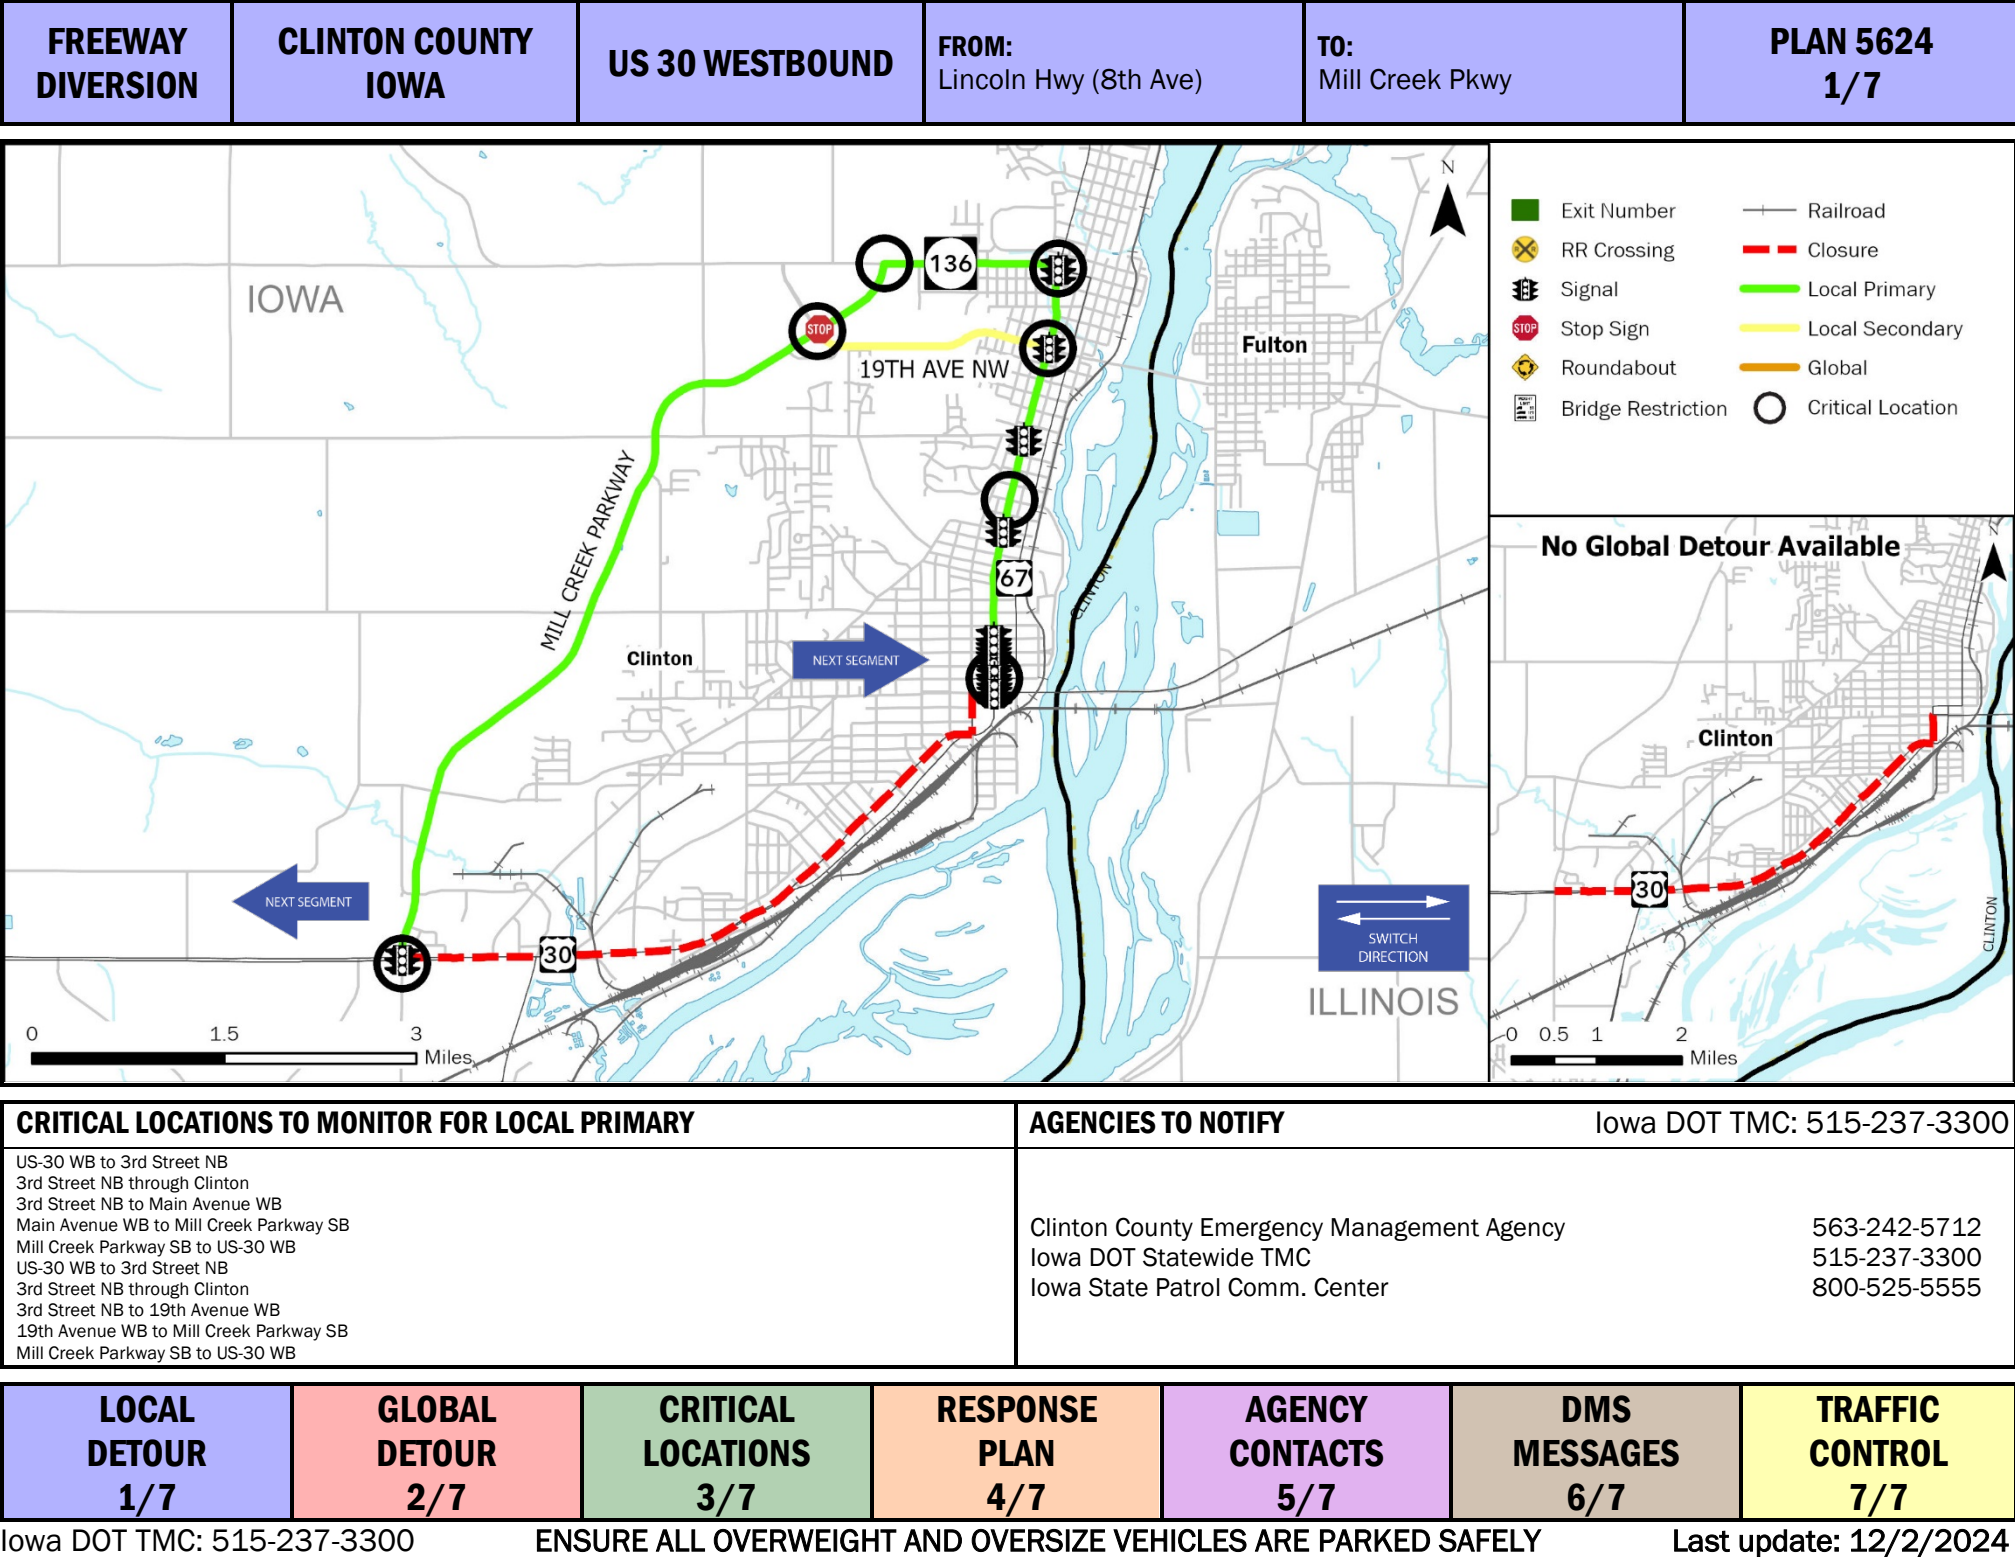 FREEWAY
DIVERSION
CLINTON COUNTY
IOWA
US 30 WESTBOUND
FROM:
Lincoln Hwy (8th Ave)
TO:
Mill Creek Pkwy
PLAN 5624
1/7
N
136
IOWA
STOP
19TH AVE NW
Fulton
MILL CREEK PARKWAY
67
CLINTON
Clinton
NEXT SEGMENT
NEXT SEGMENT
30
SWITCH
DIRECTION
ILLINOIS
0 1.5 3
Miles
Exit Number
RR Crossing
Signal
STOP
Stop Sign
Roundabout
Bridge Restriction
Railroad
Closure
Local Primary
Local Secondary
Global
Critical Location
No Global Detour Available
N
Clinton
30
CLINTON
0 0.5 1 2
Miles
CRITICAL LOCATIONS TO MONITOR FOR LOCAL PRIMARY
US-30 WB to 3rd Street NB
3rd Street NB through Clinton
3rd Street NB to Main Avenue WB
Main Avenue WB to Mill Creek Parkway SB
Mill Creek Parkway SB to US-30 WB
US-30 WB to 3rd Street NB
3rd Street NB through Clinton
3rd Street NB to 19th Avenue WB
19th Avenue WB to Mill Creek Parkway SB
Mill Creek Parkway SB to US-30 WB
AGENCIES TO NOTIFY Iowa DOT TMC: 515-237-3300
Clinton County Emergency Management Agency 563-242-5712
Iowa DOT Statewide TMC 515-237-3300
Iowa State Patrol Comm. Center 800-525-5555
LOCAL
DETOUR
1/7
GLOBAL
DETOUR
2/7
CRITICAL
LOCATIONS
3/7
RESPONSE
PLAN
4/7
AGENCY
CONTACTS
5/7
DMS
MESSAGES
6/7
TRAFFIC
CONTROL
7/7
Iowa DOT TMC: 515-237-3300 ENSURE ALL OVERWEIGHT AND OVERSIZE VEHICLES ARE PARKED SAFELY Last update: 12/2/2024